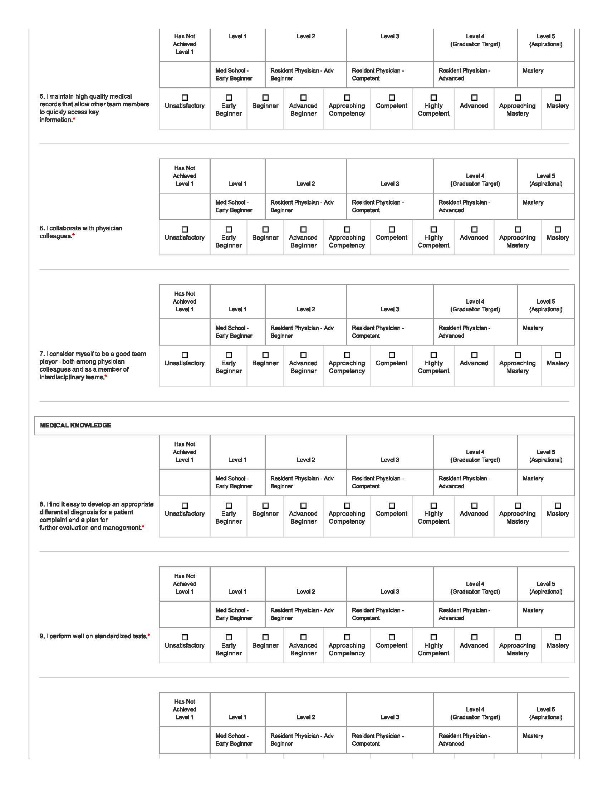 Has Not Achieved Level 1 Level 1 Level 2 Level 3 Level 4 (Graduation Target) Level 5 (Aspirational)
Med School - Early Beginner Resident Physician - Adv Beginner Resident Physician - Competent Resident Physician - Advanced Mastery
5. I maintain high quality medical
records that allow other team members
to quickly access key
information.*
Unsatisfactory Early Beginner Beginner Advanced Beginner Approaching Competency Competent Highly Competent Advanced Approaching Mastery Mastery
Has Not Achieved Level 1 Level 1 Level 2 Level 3 Level 4 (Graduation Target) Level 5 (Aspirational)
Med School - Early Beginner Resident Physician - Adv Beginner Resident Physician - Competent Resident Physician - Advanced Mastery
6. I collaborate with physician
colleagues.*
Unsatisfactory Early Beginner Beginner Advanced Beginner Approaching Competency Competent Highly Competent Advanced Approaching Mastery Mastery
Has Not Achieved Level 1 Level 1 Level 2 Level 3 Level 4 (Graduation Target) Level 5 (Aspirational)
Med School - Early Beginner Resident Physician - Adv Beginner Resident Physician - Competent Resident Physician - Advanced Mastery
7. I consider myself to be a good team
player - both among physician
colleagues and as a member of
interdisciplinary teams.*
Unsatisfactory Early Beginner Beginner Advanced Beginner Approaching Competency Competent Highly Competent Advanced Approaching Mastery Mastery
MEDICAL KNOWLEDGE
Has Not Achieved Level 1 Level 1 Level 2 Level 3 Level 4 (Graduation Target) Level 5 (Aspirational)
Med School - Early Beginner Resident Physician - Adv Beginner Resident Physician - Competent Resident Physician - Advanced Mastery
8. I find it easy to develop an appropriate
differential diagnosis for a patient
complaint and a plan for
further evaluation and management.*
Unsatisfactory Early Beginner Beginner Advanced Beginner Approaching Competency Competent Highly Competent Advanced Approaching Mastery Mastery
Has Not Achieved Level 1 Level 1 Level 2 Level 3 Level 4 (Graduation Target) Level 5 (Aspirational)
Med School - Early Beginner Resident Physician - Adv Beginner Resident Physician - Competent Resident Physician - Advanced Mastery
9. I perform well on standardized tests.*
Unsatisfactory Early Beginner Beginner Advanced Beginner Approaching Competency Competent Highly Competent Advanced Approaching Mastery Mastery
Has Not Achieved Level 1 Level 1 Level 2 Level 3 Level 4 (Graduation Target) Level 5 (Aspirational)
Med School - Early Beginner Resident Physician - Adv Beginner Resident Physician - Competent Resident Physician - Advanced Mastery